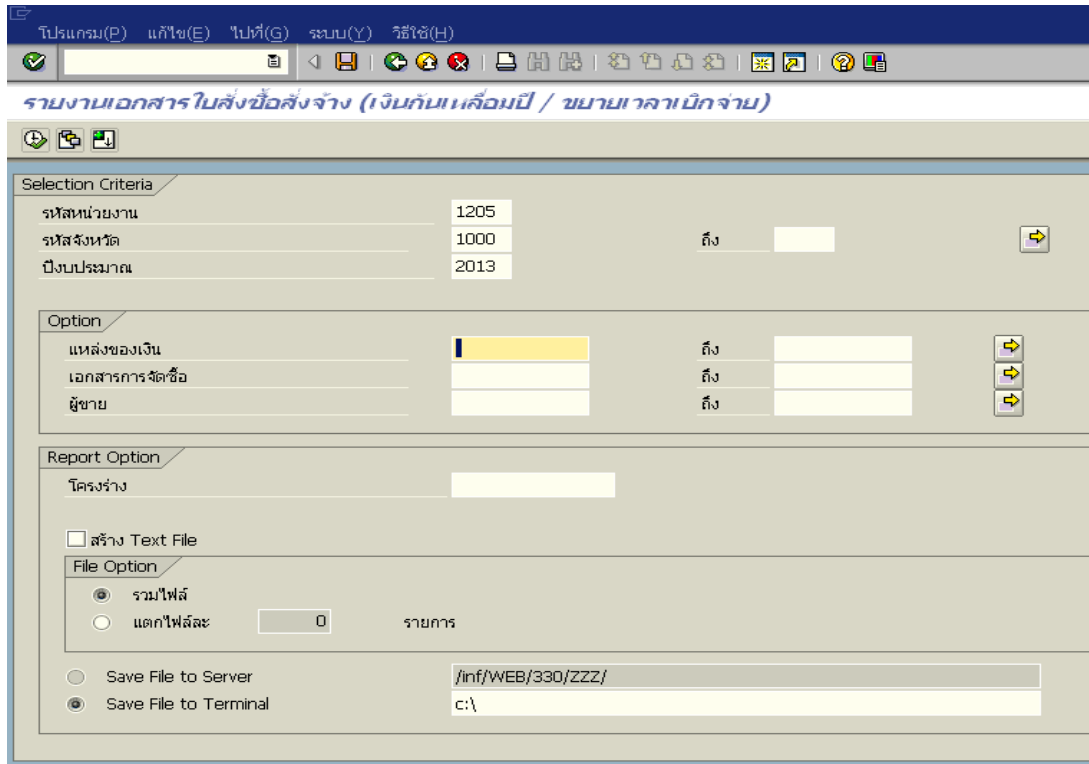 โปรแกรม(P) แก้ไข(E) ไปที่(G) ระบบ(Y) วิธีใช้(H)
รายงานเอกสารใบสั่งซื้อสั่งจ้าง (เงินกันเหลื่อมปี / ขยายเวลาเบิกจ่าย)
Selection Criteria
รหัสหน่วยงาน 1205
รหัสจังหวัด 1000 ถึง
ปีงบประมาณ 2013
Option
แหล่งของเงิน ถึง
เอกสารการจัดซื้อ ถึง
ผู้ขาย ถึง
Report Option
โครงร่าง
สร้าง Text File
File Option
รวมไฟล์
แตกไฟล์ละ 0 รายการ
Save File to Server /inf/WEB/330/ZZZ/
Save File to Terminal c:\